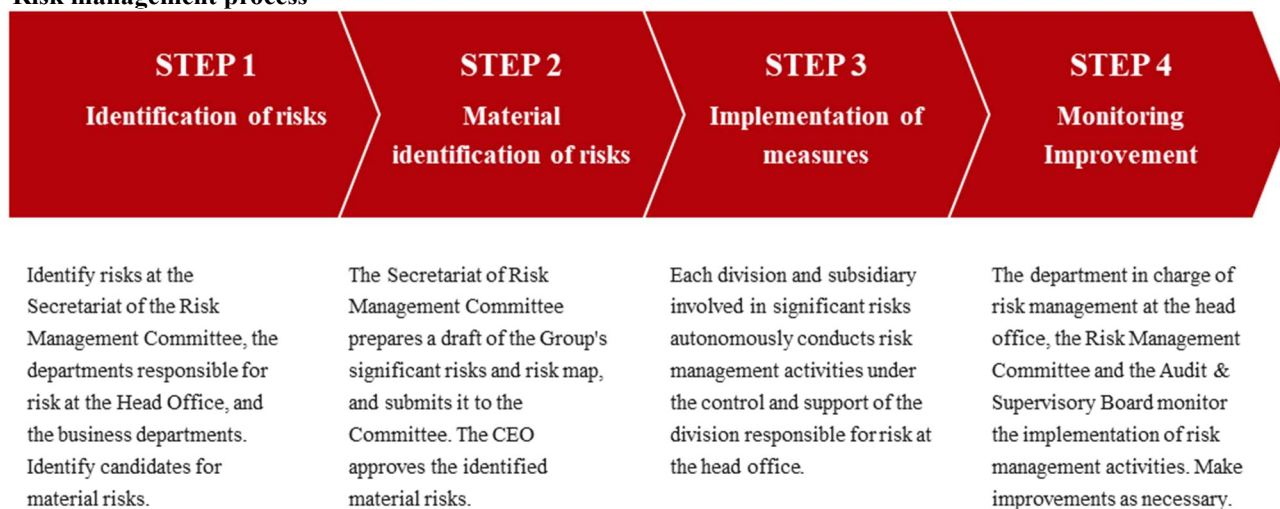 Risk management process
STEP 1
Identification of risks
STEP 2
Material
identification of risks
STEP 3
Implementation of
measures
STEP 4
Monitoring
Improvement
Identify risks at the
Secretariat of the Risk
Management Committee, the
departments responsible for
risk at the Head Office, and
the business departments.
Identify candidates for
material risks.
The Secretariat of Risk
Management Committee
prepares a draft of the Group's
significant risks and risk map,
and submits it to the
Committee. The CEO
approves the identified
material risks.
Each division and subsidiary
involved in significant risks
autonomously conducts risk
management activities under
the control and support of the
division responsible for risk at
the head office.
The department in charge of
risk management at the head
office, the Risk Management
Committee and the Audit &
Supervisory Board monitor
the implementation of risk
management activities. Make
improvements as necessary.